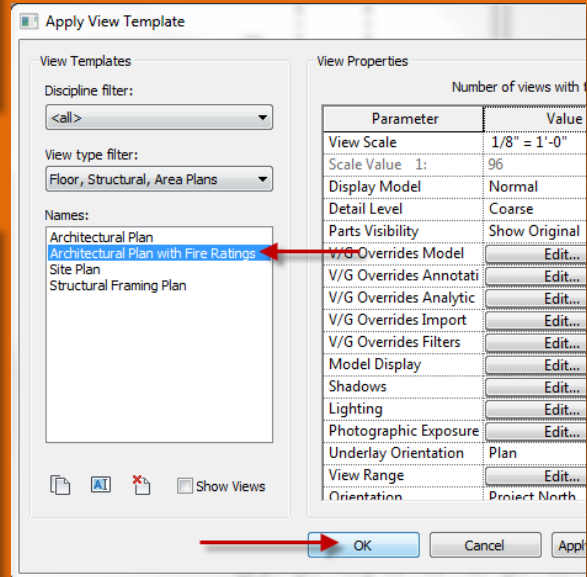 Apply View Template
View Templates
Discipline filter:
<all>
View type filter:
Floor, Structural, Area Plans
Names:
Architectural Plan
Architectural Plan with Fire Ratings
Site Plan
Structural Framing Plan
AI
Show Views
View Properties
Number of views with
Parameter Value
View Scale 1/8" = 1'-0"
Scale Value 1: 96
Display Model Normal
Detail Level Coarse
Parts Visibility Show Original
V/G Overrides Model Edit...
V/G Overrides Annotati Edit...
V/G Overrides Analytic Edit...
V/G Overrides Import Edit...
V/G Overrides Filters Edit...
Model Display Edit...
Shadows Edit...
Lighting Edit...
Photographic Exposure Edit...
Underlay Orientation Plan
View Range Edit...
Orientation Project North
OK Cancel Appl